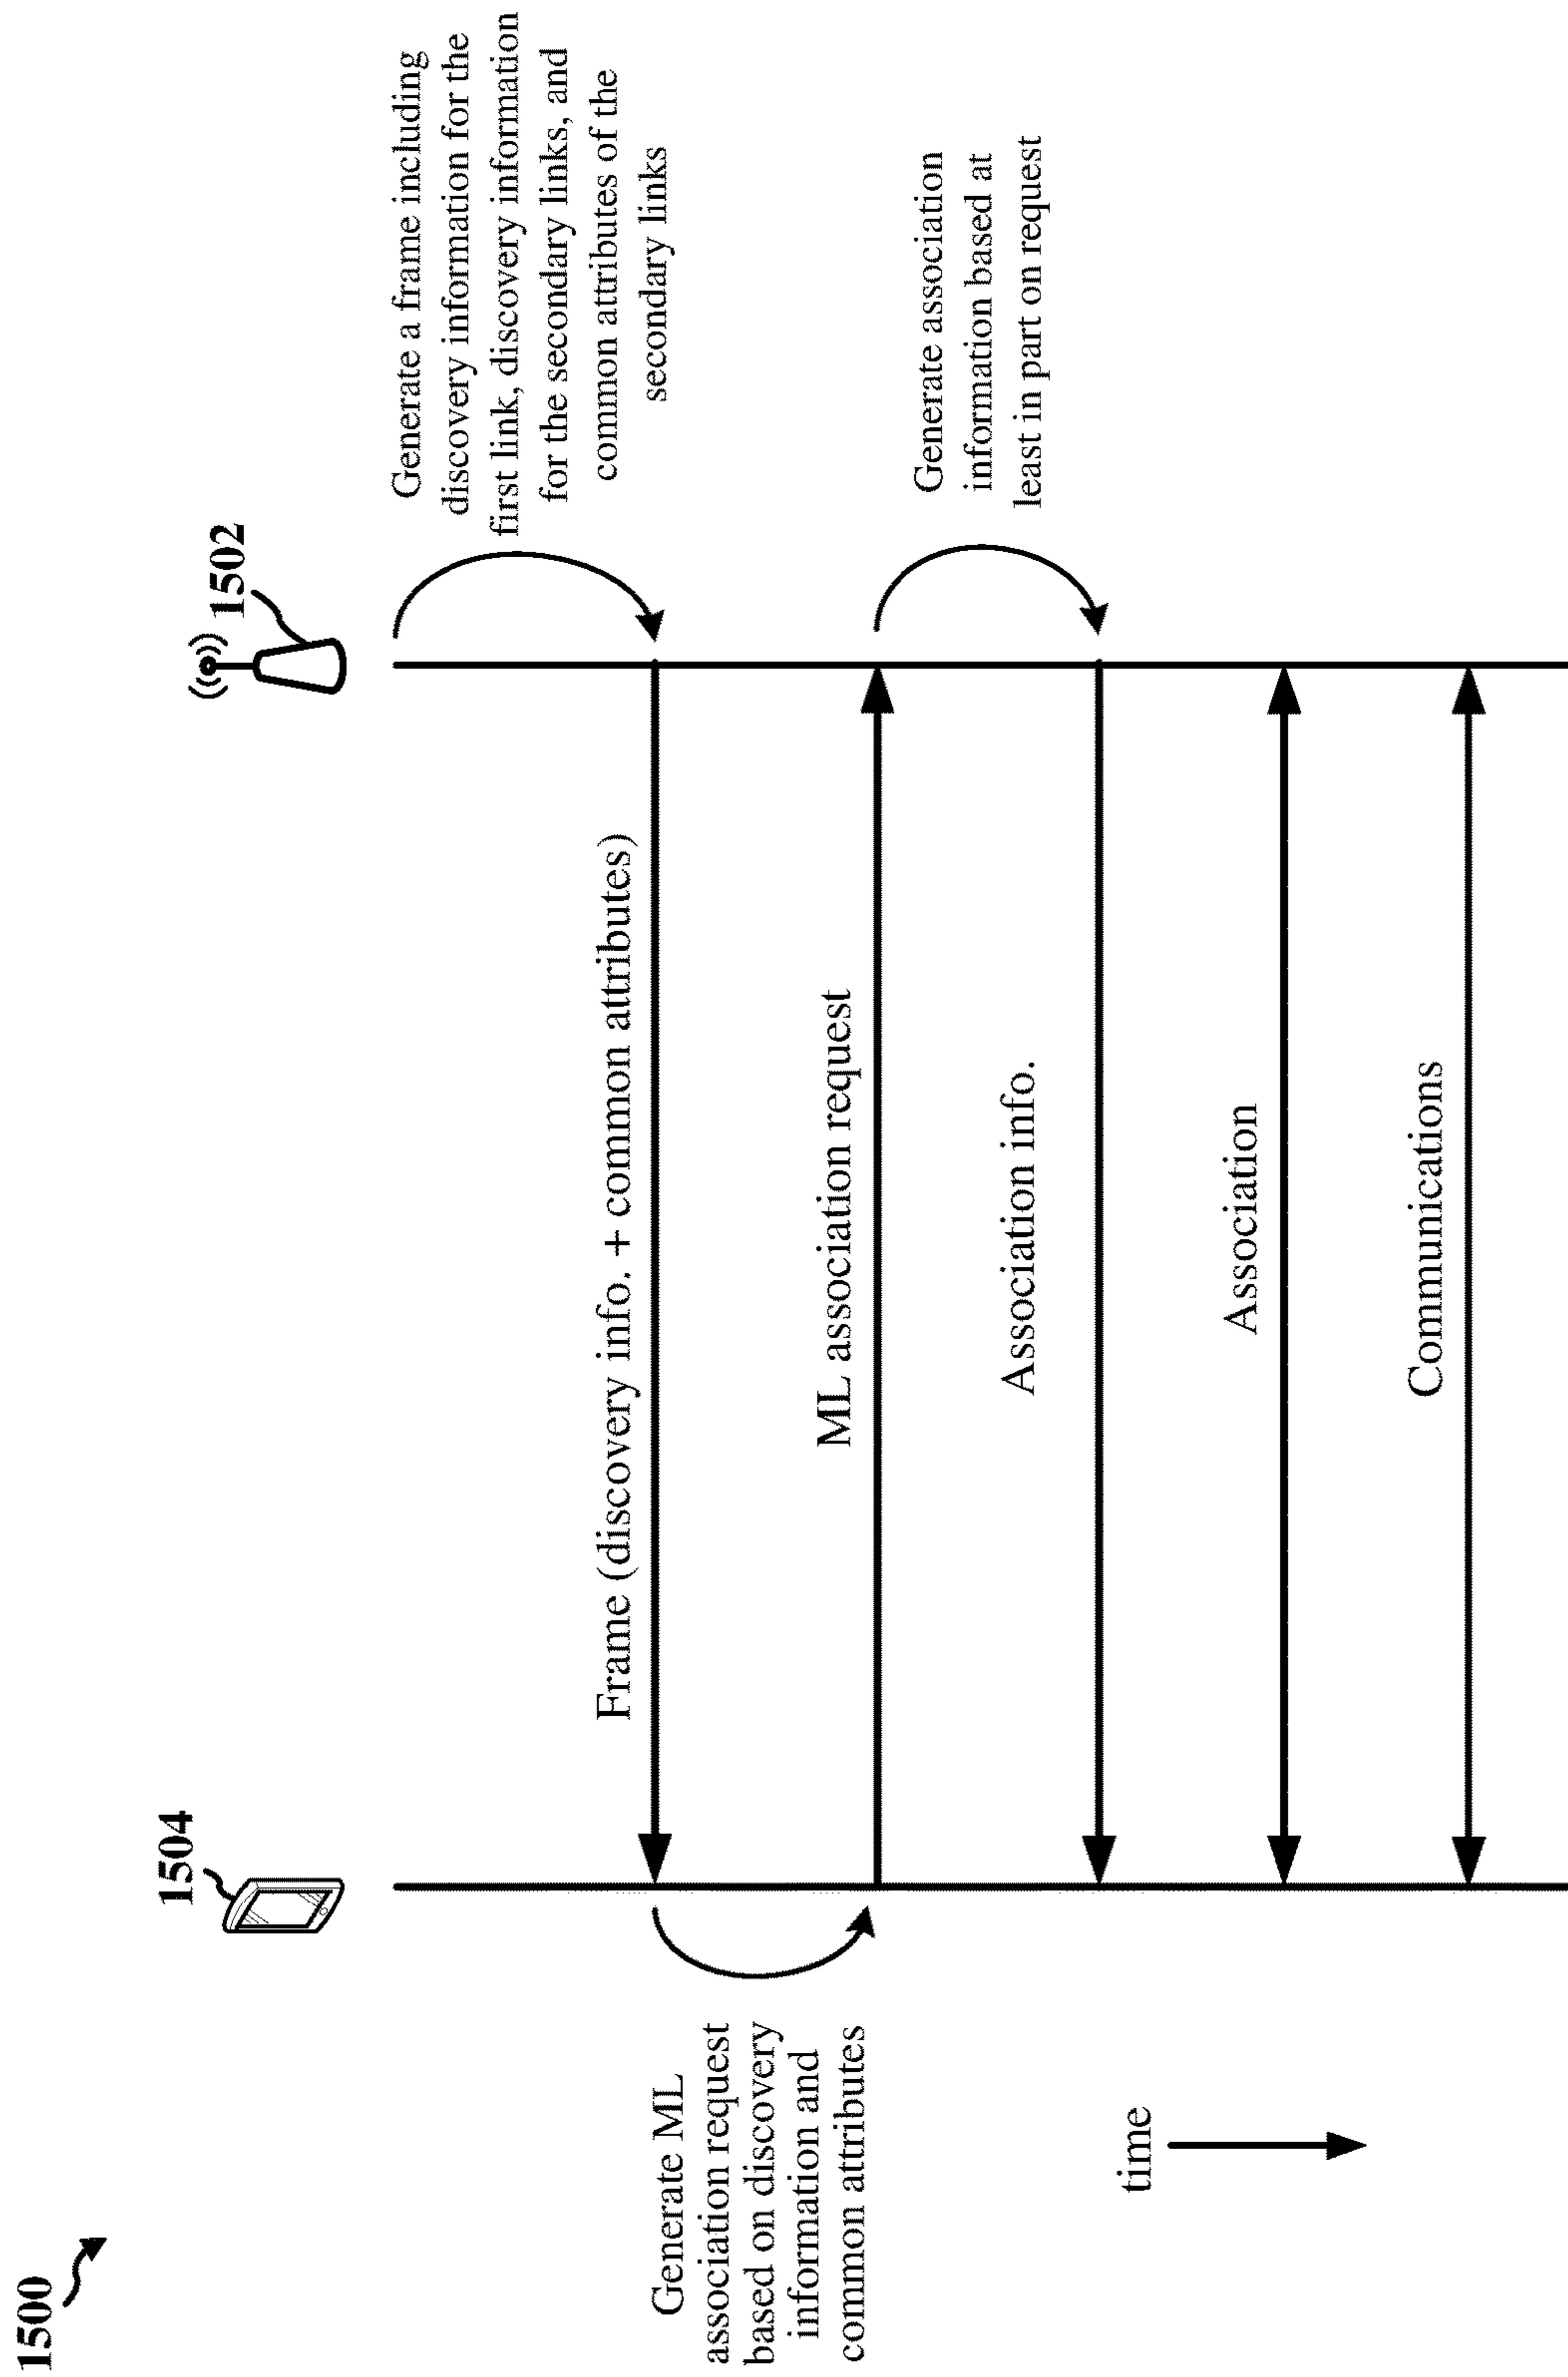 1500
1504
1502
Generate a frame including
discovery information for the
first link, discovery information
for the secondary links, and
common attributes of the
secondary links
Frame (discovery info. + common attributes)
Generate ML
association request
based on discovery
information and
common attributes
ML association request
Generate association
information based at
least in part on request
Association info.
time
Association
Communications